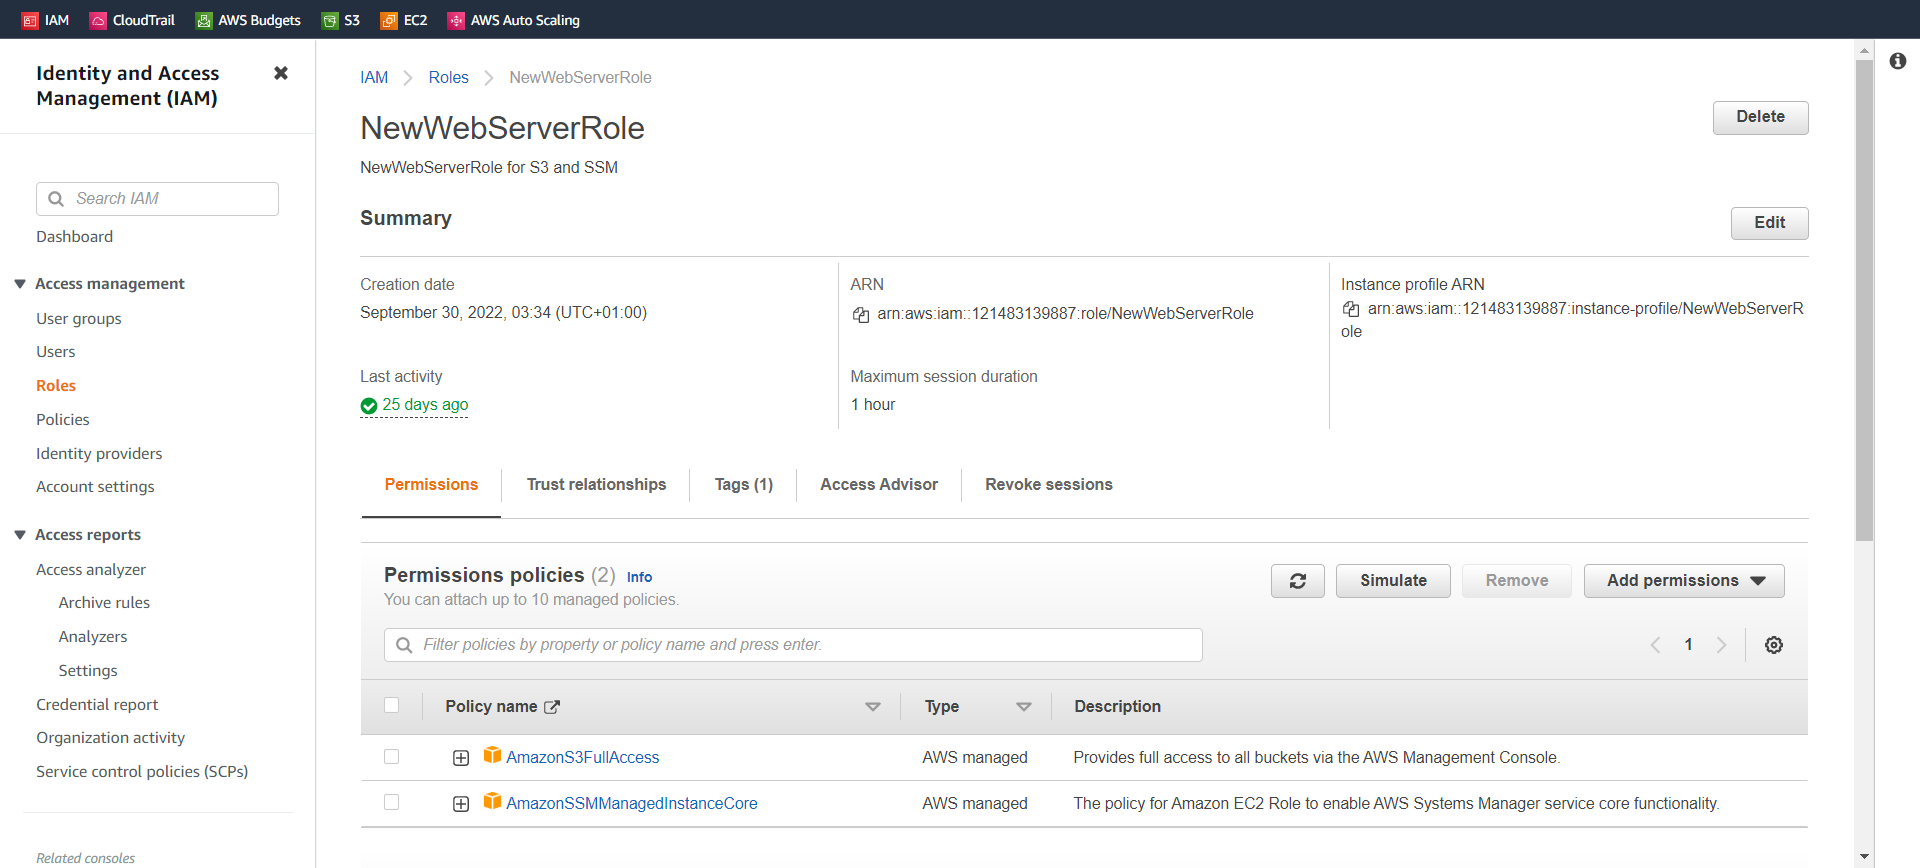 IAM CloudTrail AWS Budgets S3 EC2 AWS Auto Scaling
Identity and Access
Management (IAM)
Search IAM
Dashboard
Access management
User groups
Users
Roles
Policies
Identity providers
Account settings
Access reports
Access analyzer
Archive rules
Analyzers
Settings
Credential report
Organization activity
Service control policies (SCPs)
Related consoles
IAM Roles NewWebServerRole
NewWebServerRole
Delete
NewWebServerRole for S3 and SSM
Summary
Edit
Creation date
September 30, 2022, 03:34 (UTC+01:00)
ARN
arn:aws:iam::121483139887:role/NewWebServerRole
Instance profile ARN
arn:aws:iam::121483139887:instance-profile/NewWebServerR
ole
Last activity
25 days ago
Maximum session duration
1 hour
Permissions Trust relationships Tags (1) Access Advisor Revoke sessions
Permissions policies (2) Info
You can attach up to 10 managed policies.
Simulate Remove Add permissions
Filter policies by property or policy name and press enter.
1
Policy name Type Description
AmazonS3FullAccess AWS managed Provides full access to all buckets via the AWS Management Console.
AmazonSSMManagedInstanceCore AWS managed The policy for Amazon EC2 Role to enable AWS Systems Manager service core functionality.